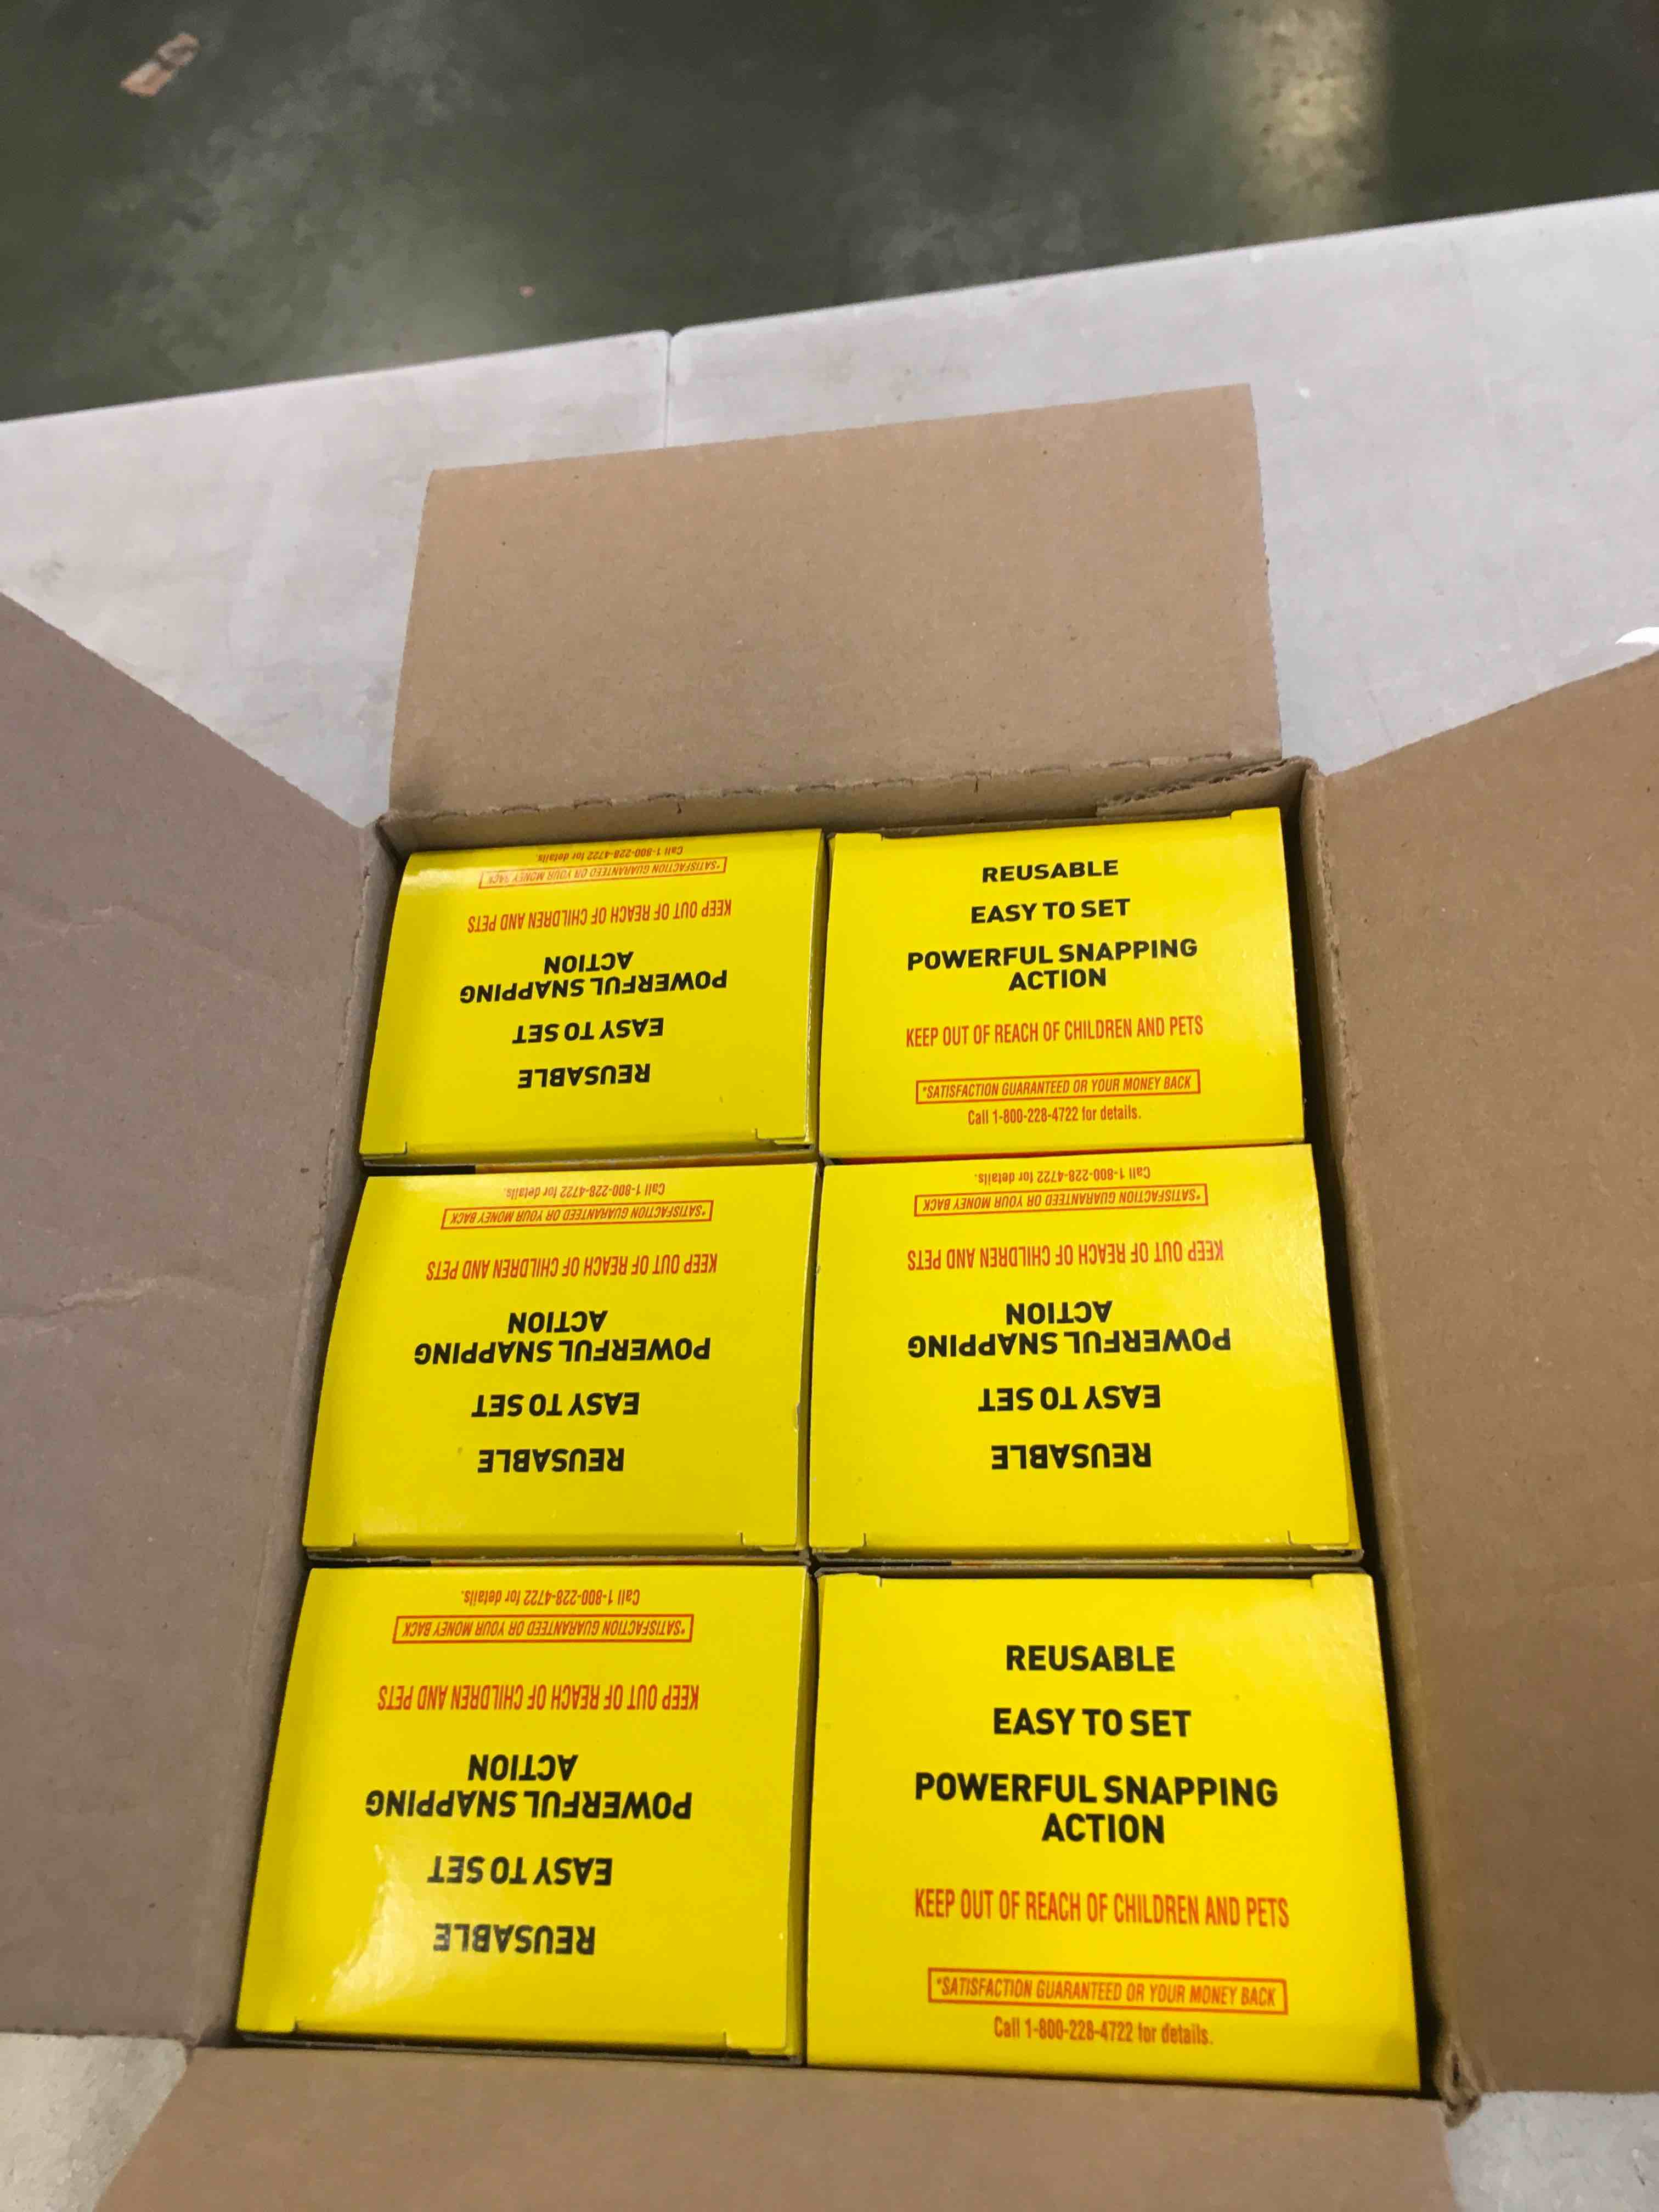 REUSABLE
EASY TO SET
POWERFUL SNAPPING
ACTION
KEEP OUT OF REACH OF CHILDREN AND PETS
*SATISFACTION GUARANTEED OR YOUR MONEY BACK
Call 1-800-228-4722 for details.
REUSABLE
EASY TO SET
POWERFUL SNAPPING
ACTION
KEEP OUT OF REACH OF CHILDREN AND PETS
*SATISFACTION GUARANTEED OR YOUR MONEY BACK
Call 1-800-228-4722 for details.
REUSABLE
EASY TO SET
POWERFUL SNAPPING
ACTION
KEEP OUT OF REACH OF CHILDREN AND PETS
*SATISFACTION GUARANTEED OR YOUR MONEY BACK
Call 1-800-228-4722 for details.
REUSABLE
EASY TO SET
POWERFUL SNAPPING
ACTION
KEEP OUT OF REACH OF CHILDREN AND PETS
*SATISFACTION GUARANTEED OR YOUR MONEY BACK
Call 1-800-228-4722 for details.
REUSABLE
EASY TO SET
POWERFUL SNAPPING
ACTION
KEEP OUT OF REACH OF CHILDREN AND PETS
*SATISFACTION GUARANTEED OR YOUR MONEY BACK
Call 1-800-228-4722 for details.
REUSABLE
EASY TO SET
POWERFUL SNAPPING
ACTION
KEEP OUT OF REACH OF CHILDREN AND PETS
*SATISFACTION GUARANTEED OR YOUR MONEY BACK
Call 1-800-228-4722 for details.